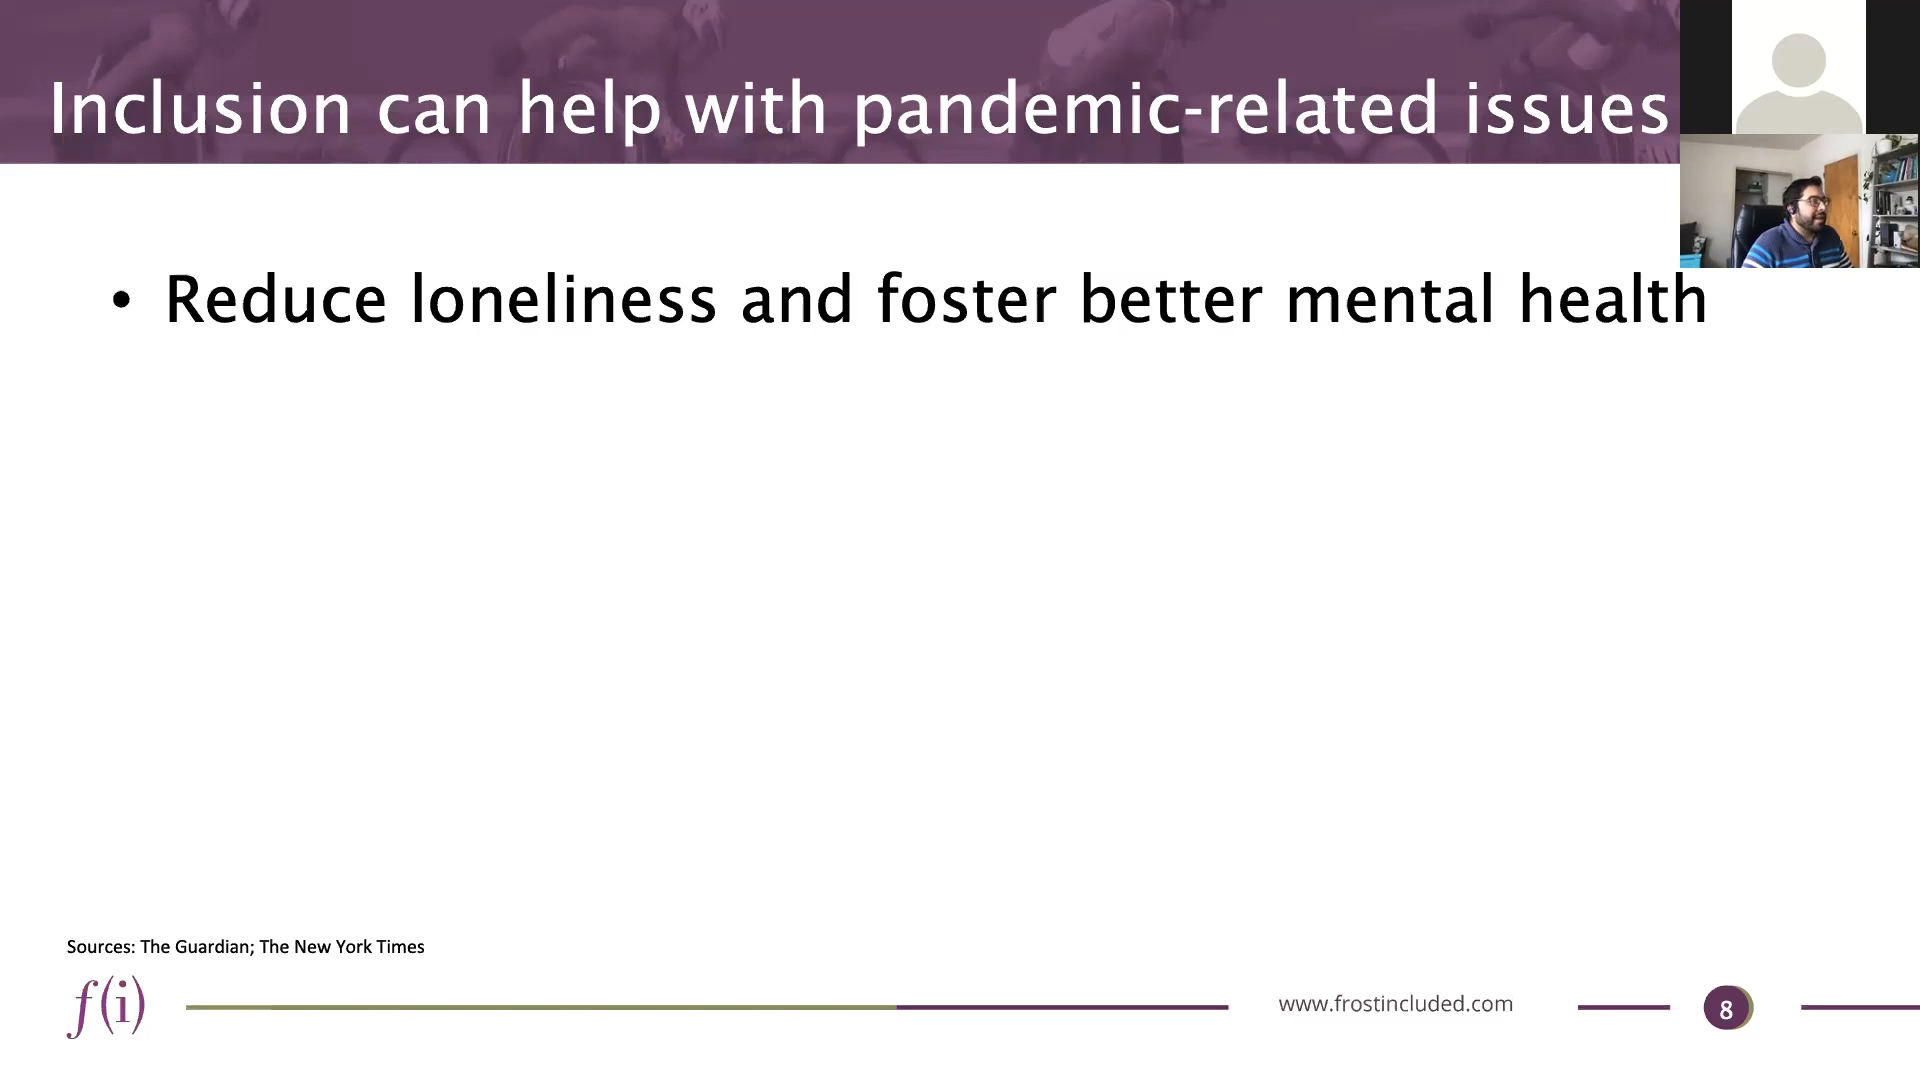 Inclusion can help with pandemic-related issues
• Reduce loneliness and foster better mental health
Sources: The Guardian; The New York Times
f(i)
www.frostincluded.com
8